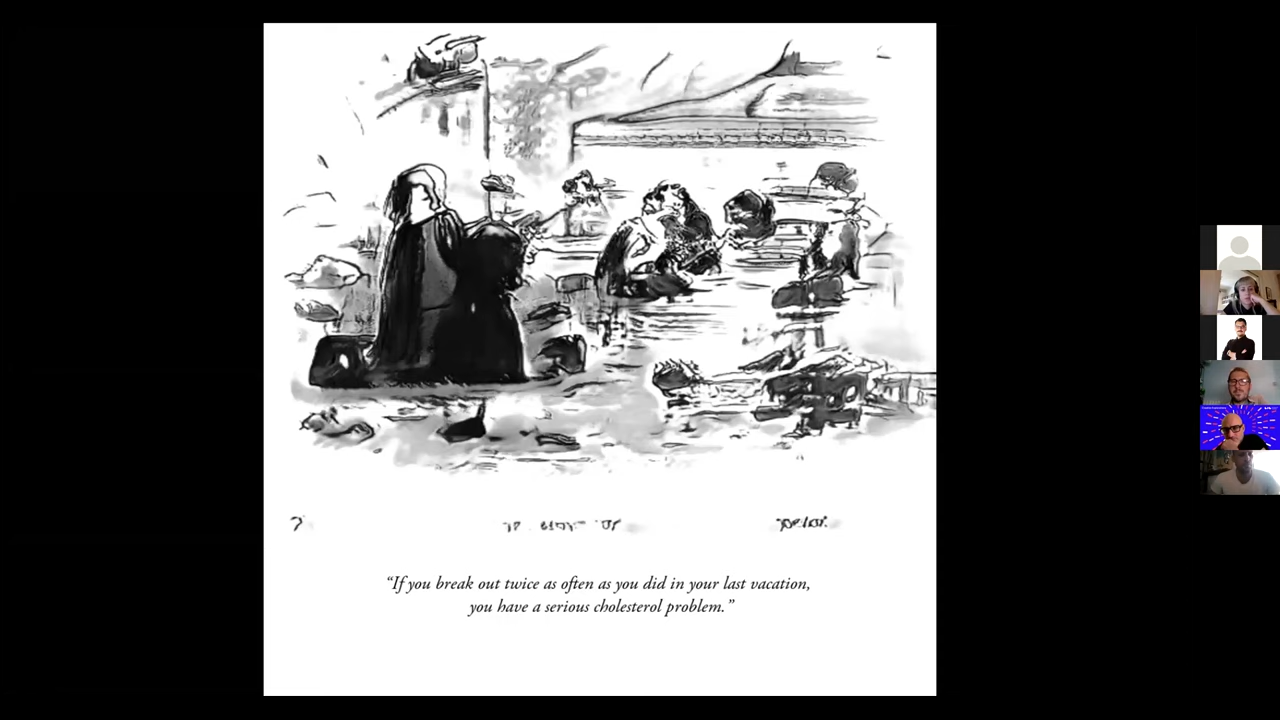 “If you break out twice as often as you did in your last vacation,
you have a serious cholesterol problem.”